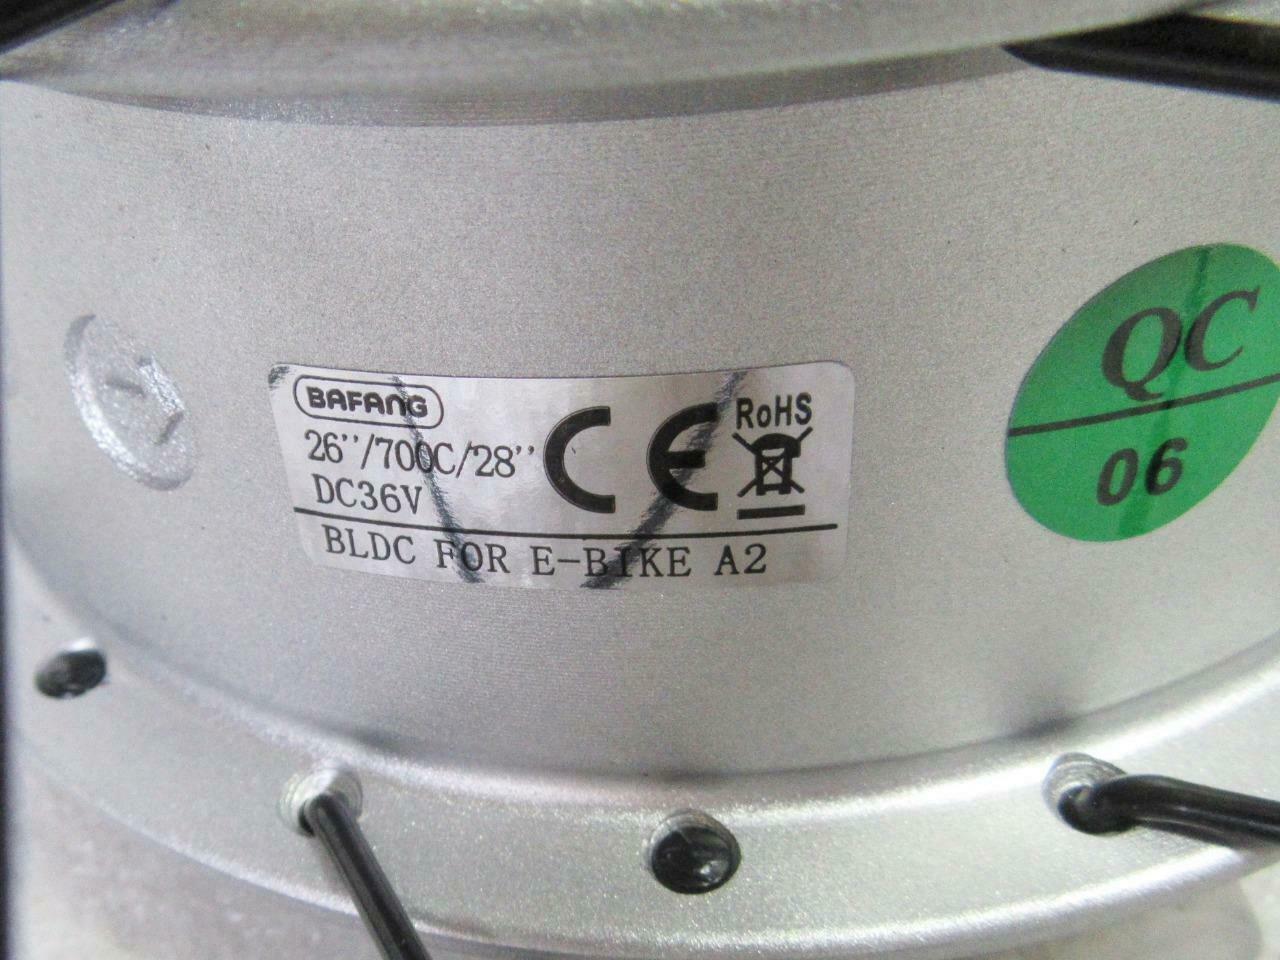 BAFANG
26''/700C/28''
DC36V
CE
RoHS
BLDC FOR E-BIKE A2
QC
06